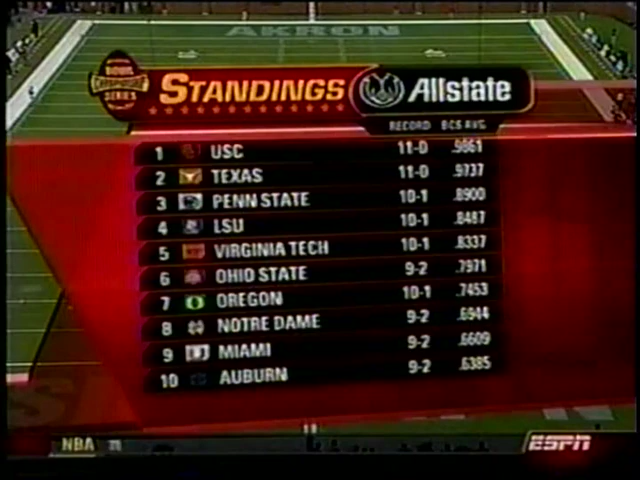 AKRON
BOWL CHAMPIONSHIP SERIES
STANDINGS
Allstate
RECORD BCS AVG
1 USC 11-0 .9861
2 TEXAS 11-0 .9737
3 PENN STATE 10-1 .8900
4 LSU 10-1 .8487
5 VIRGINIA TECH 10-1 .8337
6 OHIO STATE 9-2 .7971
7 OREGON 10-1 .7453
8 NOTRE DAME 9-2 .6944
9 MIAMI 9-2 .6609
10 AUBURN 9-2 .6385
NBA
ESPN